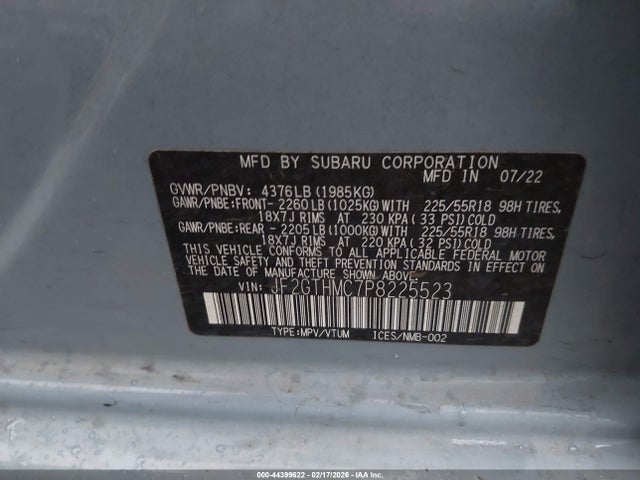 MFD BY SUBARU CORPORATION
MFD IN 07/22
GVWR/PNBV: 4376LB(1985KG)
GAWR/PNBE:FRONT- 2260LB(1025KG)WITH 225/55R18 98H TIRES,
18X7J RIMS AT 230 KPA(33 PSI)COLD
GAWR/PNBE:REAR - 2205LB(1000KG)WITH 225/55R18 98H TIRES,
18X7J RIMS AT 220 KPA(32 PSI)COLD
THIS VEHICLE CONFORMS TO ALL APPLICABLE FEDERAL MOTOR
VEHICLE SAFETY AND THEFT PREVENTION STANDARDS IN EFFECT ON
THE DATE OF MANUFACTURE SHOWN ABOVE.
VIN: JF2GTHMC7P8225523
TYPE:MPV/VTUM ICES/NMB-002
000-44399622 - 02/17/2026 - IAA Inc.